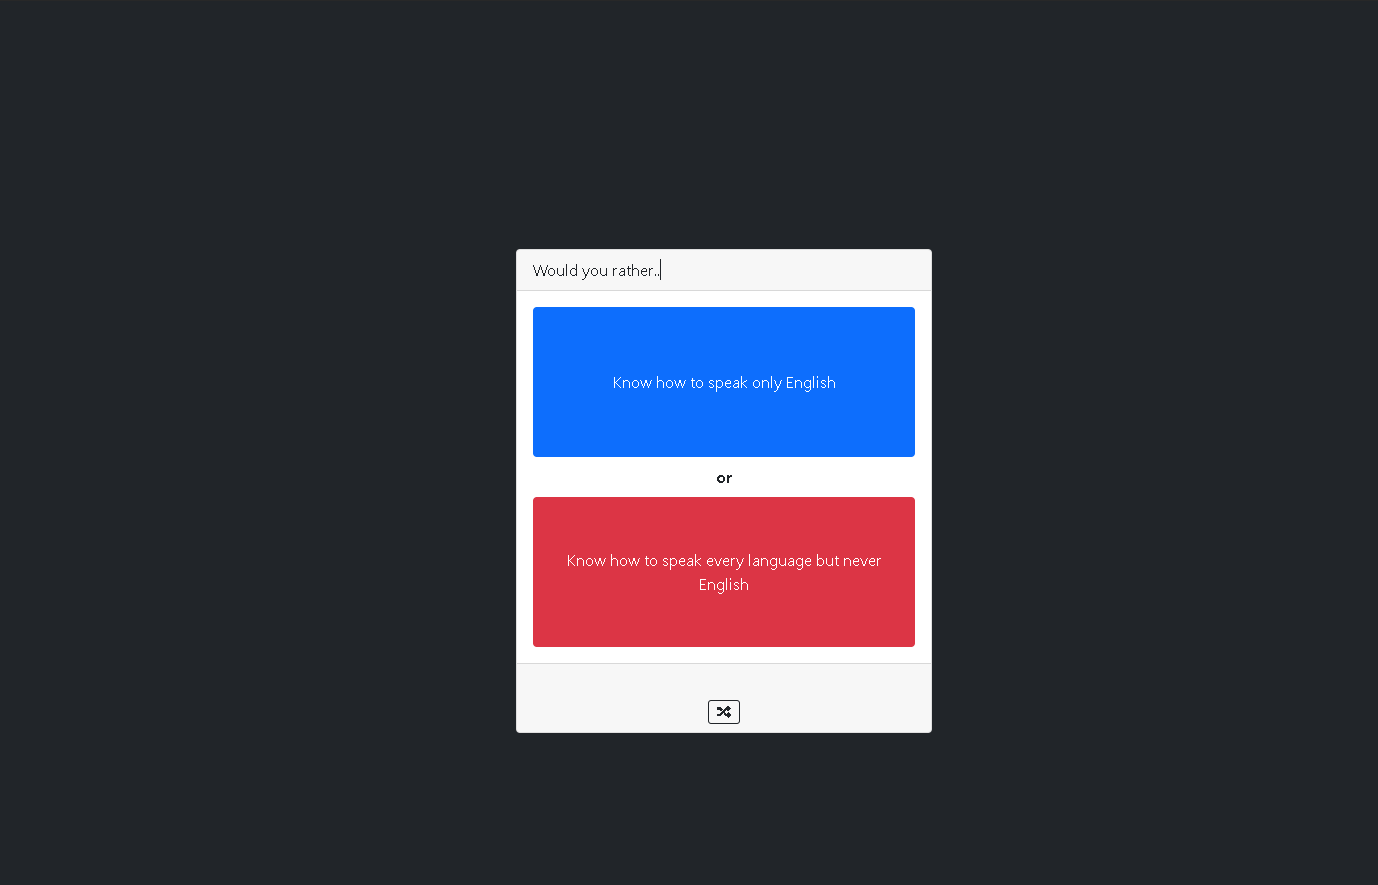 Would you rather..
Know how to speak only English
or
Know how to speak every language but never
English